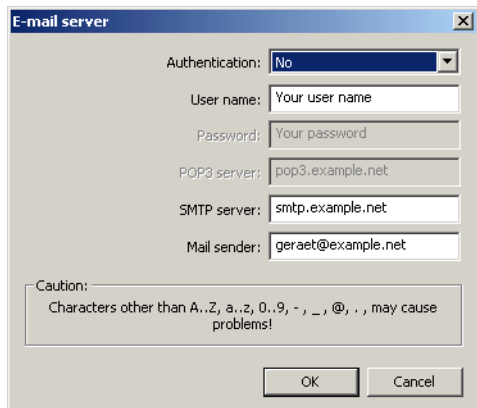 E-mail server
Authentication: No
User name: Your user name
Password: Your password
POP3 server: pop3.example.net
SMTP server: smtp.example.net
Mail sender: geraet@example.net
Caution:
Characters other than A..Z, a..z, 0..9, - , _ , @, . , may cause
problems!
OK Cancel